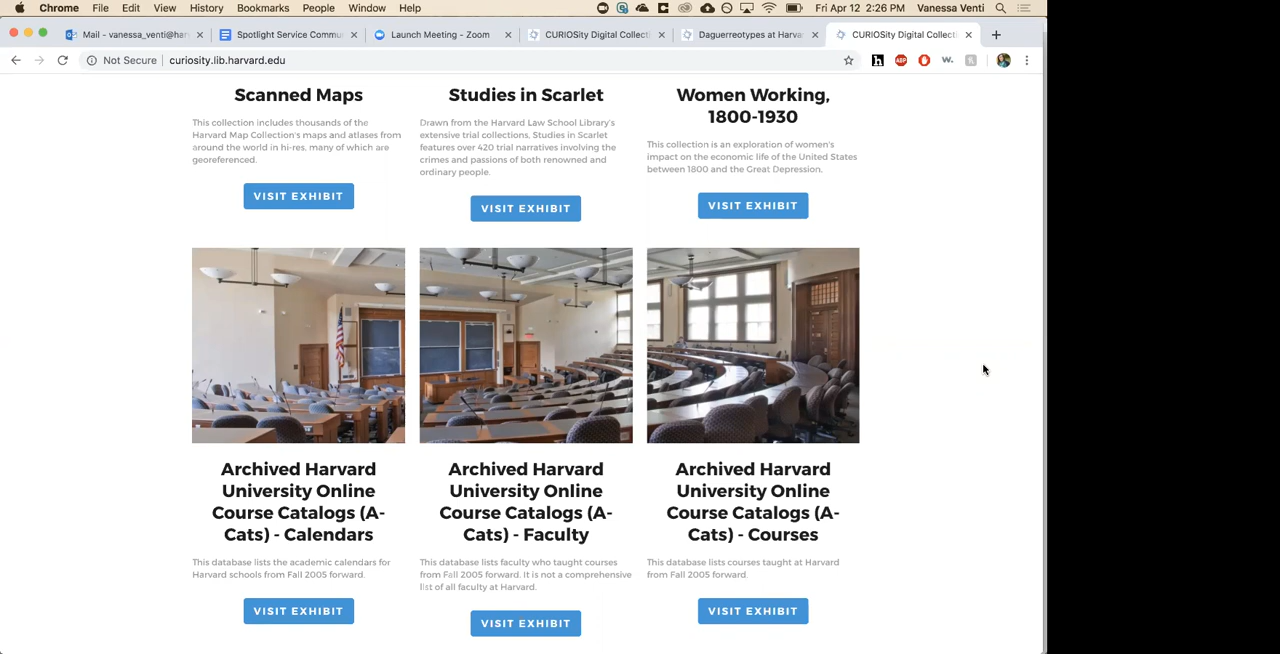 Chrome File Edit View History Bookmarks People Window Help Fri Apr 12 2:26 PM Vanessa Venti
Mail - vanessa_venti@har
Spotlight Service Commu
Launch Meeting - Zoom
CURIOSity Digital Collecti
Daguerreotypes at Harva
CURIOSity Digital Collecti
Not Secure curiosity.lib.harvard.edu
h ABP w.
Scanned Maps
This collection includes thousands of the
Harvard Map Collection's maps and atlases from
around the world in hi-res, many of which are
georeferenced.
VISIT EXHIBIT
Studies in Scarlet
Drawn from the Harvard Law School Library's
extensive trial collections, Studies in Scarlet
features over 420 trial narratives involving the
crimes and passions of both renowned and
ordinary people.
VISIT EXHIBIT
Women Working,
1800-1930
This collection is an exploration of women's
impact on the economic life of the United States
between 1800 and the Great Depression.
VISIT EXHIBIT
Archived Harvard
University Online
Course Catalogs (A-
Cats) - Calendars
This database lists the academic calendars for
Harvard schools from Fall 2005 forward.
VISIT EXHIBIT
Archived Harvard
University Online
Course Catalogs (A-
Cats) - Faculty
This database lists faculty who taught courses
from Fall 2005 forward. It is not a comprehensive
list of all faculty at Harvard.
VISIT EXHIBIT
Archived Harvard
University Online
Course Catalogs (A-
Cats) - Courses
This database lists courses taught at Harvard
from Fall 2005 forward.
VISIT EXHIBIT